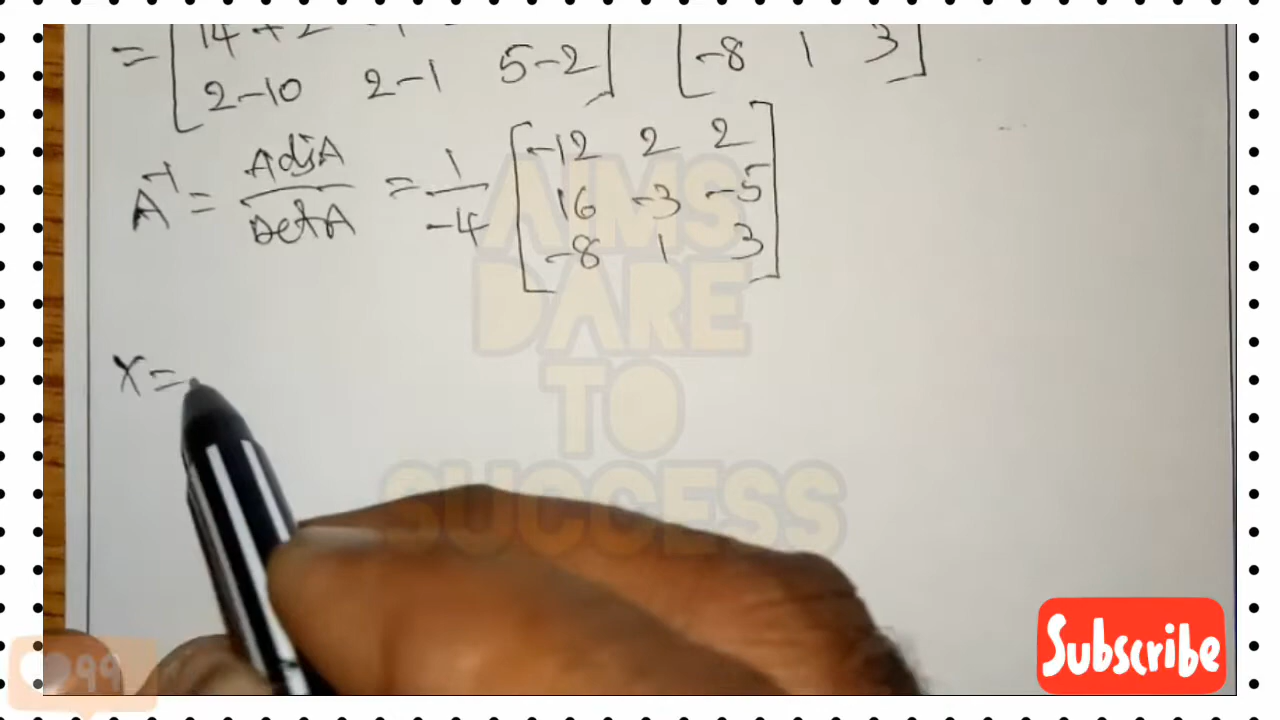 = [ 14+2
2-10 2-1 5-2 ] [ -8 1 3 ]
A⁻¹ = AdjA / DetA = 1/-4 [ -12 2 2
16 -3 -5
-8 1 3 ]
X =
AIMS
DARE
TO
SUCCESS
Subscribe
99